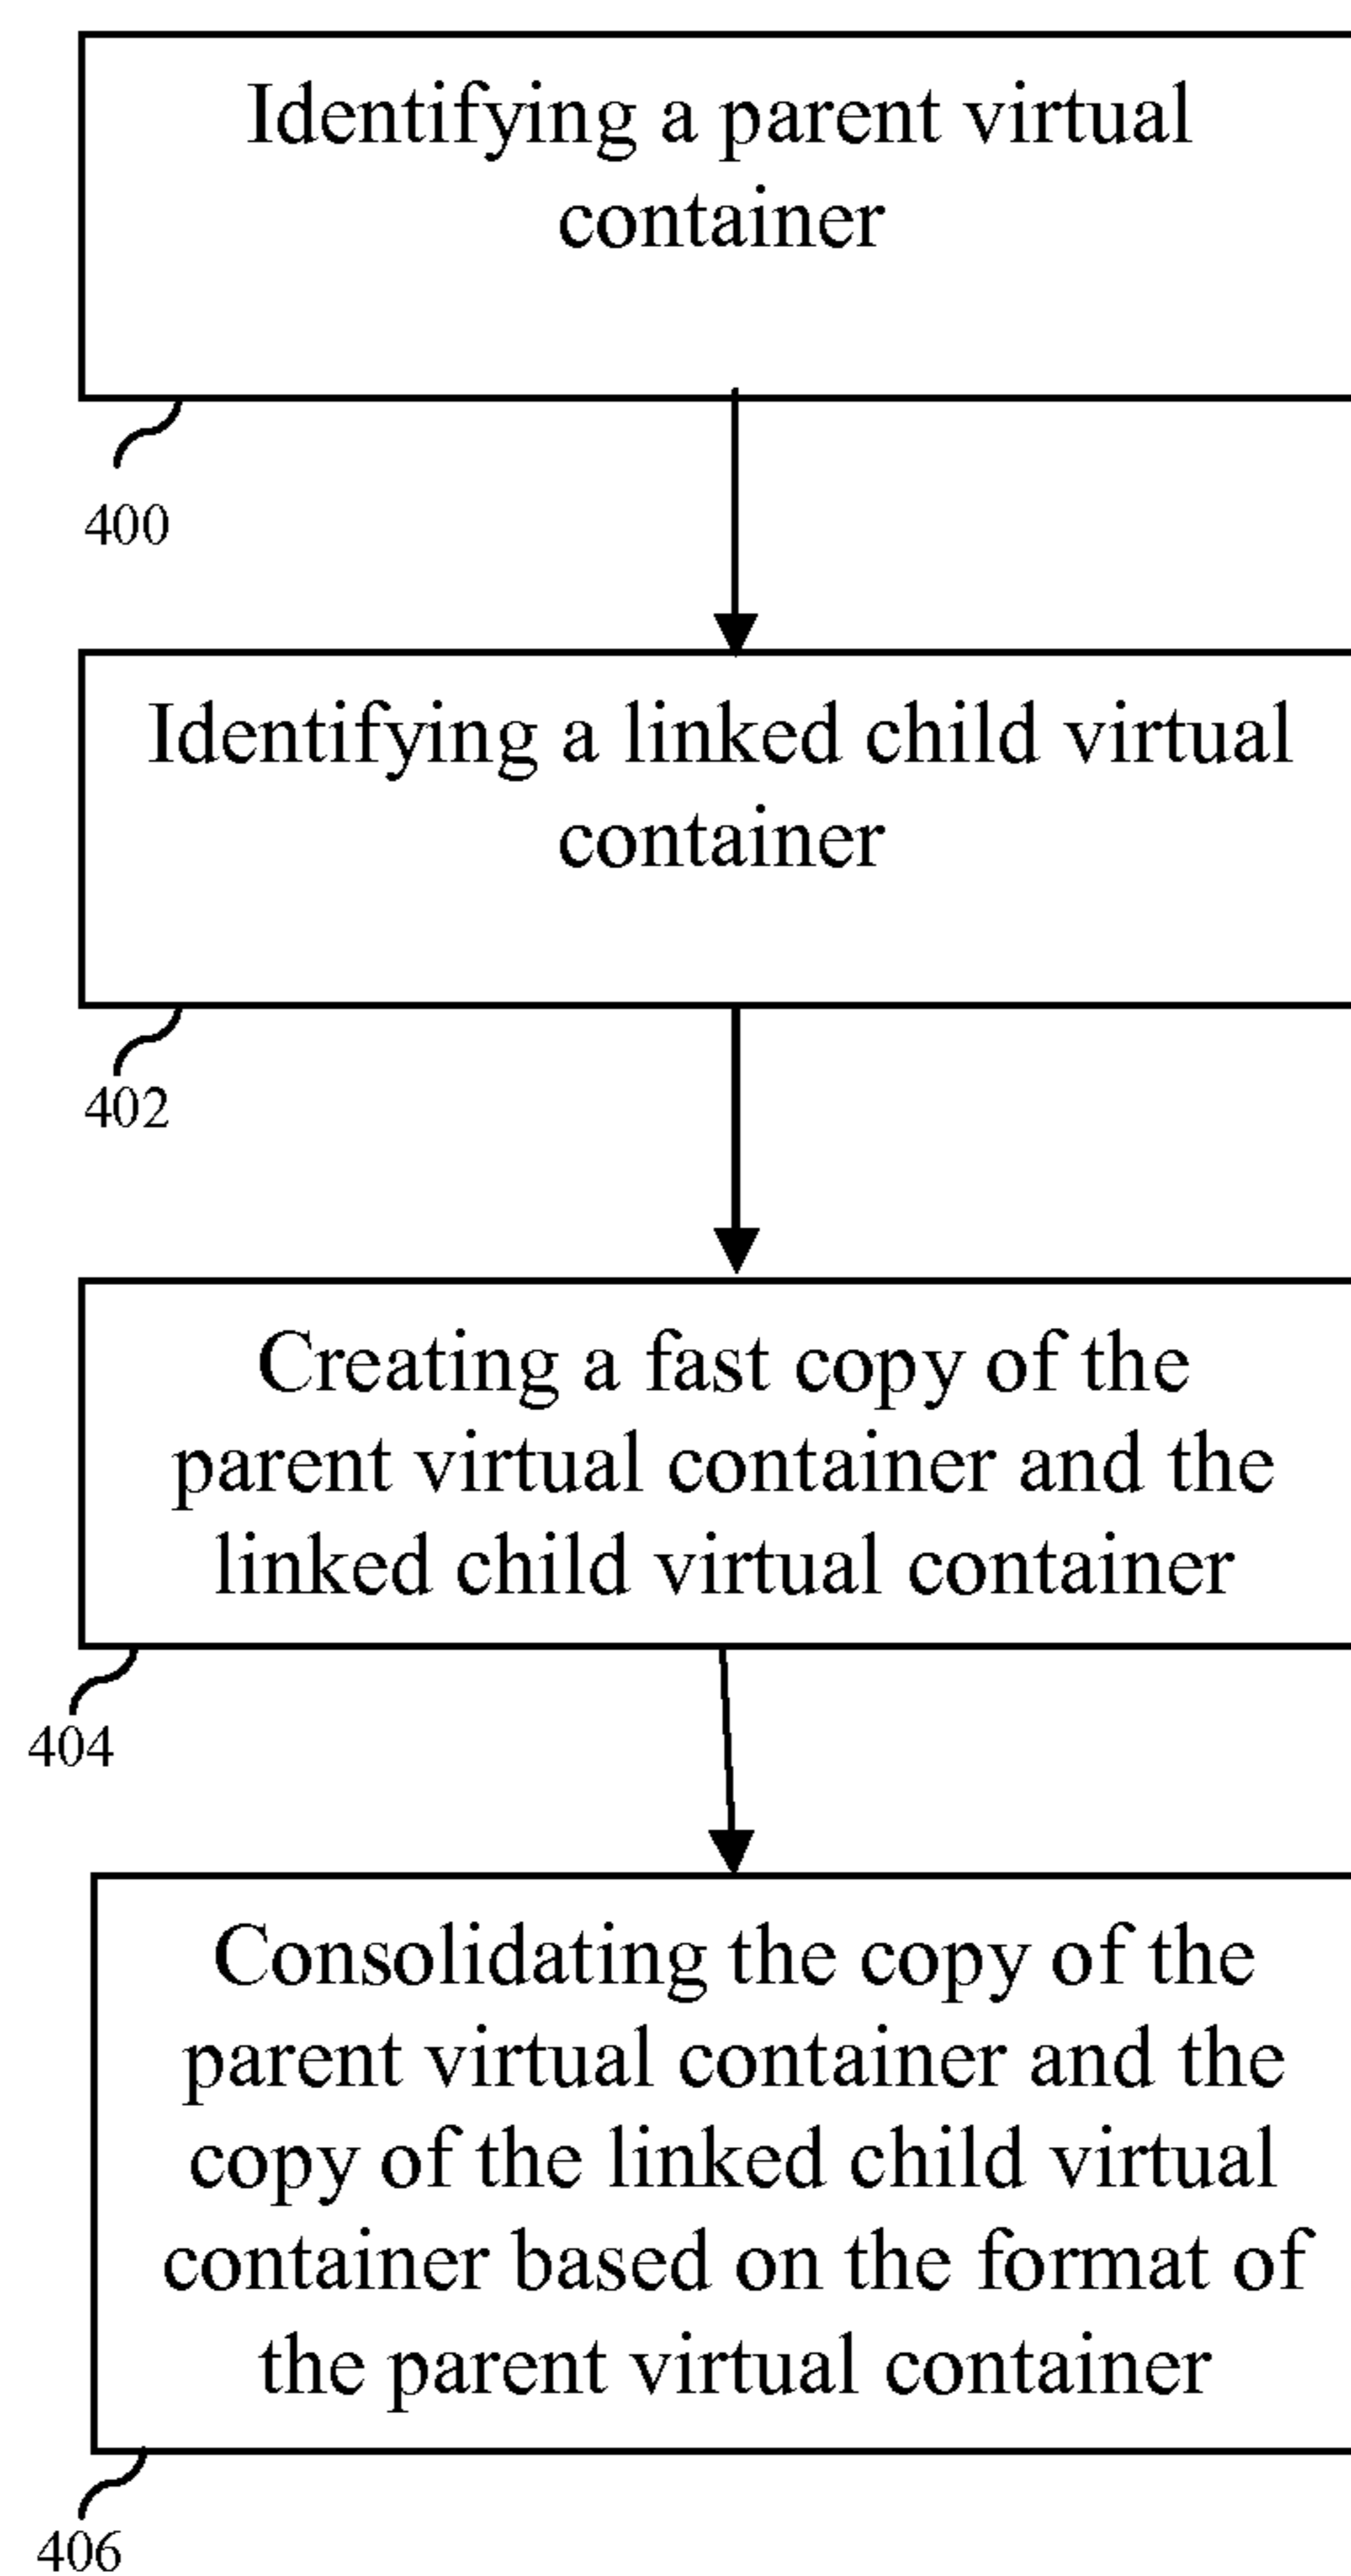 Identifying a parent virtual
container
400
Identifying a linked child virtual
container
402
Creating a fast copy of the
parent virtual container and the
linked child virtual container
404
Consolidating the copy of the
parent virtual container and the
copy of the linked child virtual
container based on the format of
the parent virtual container
406